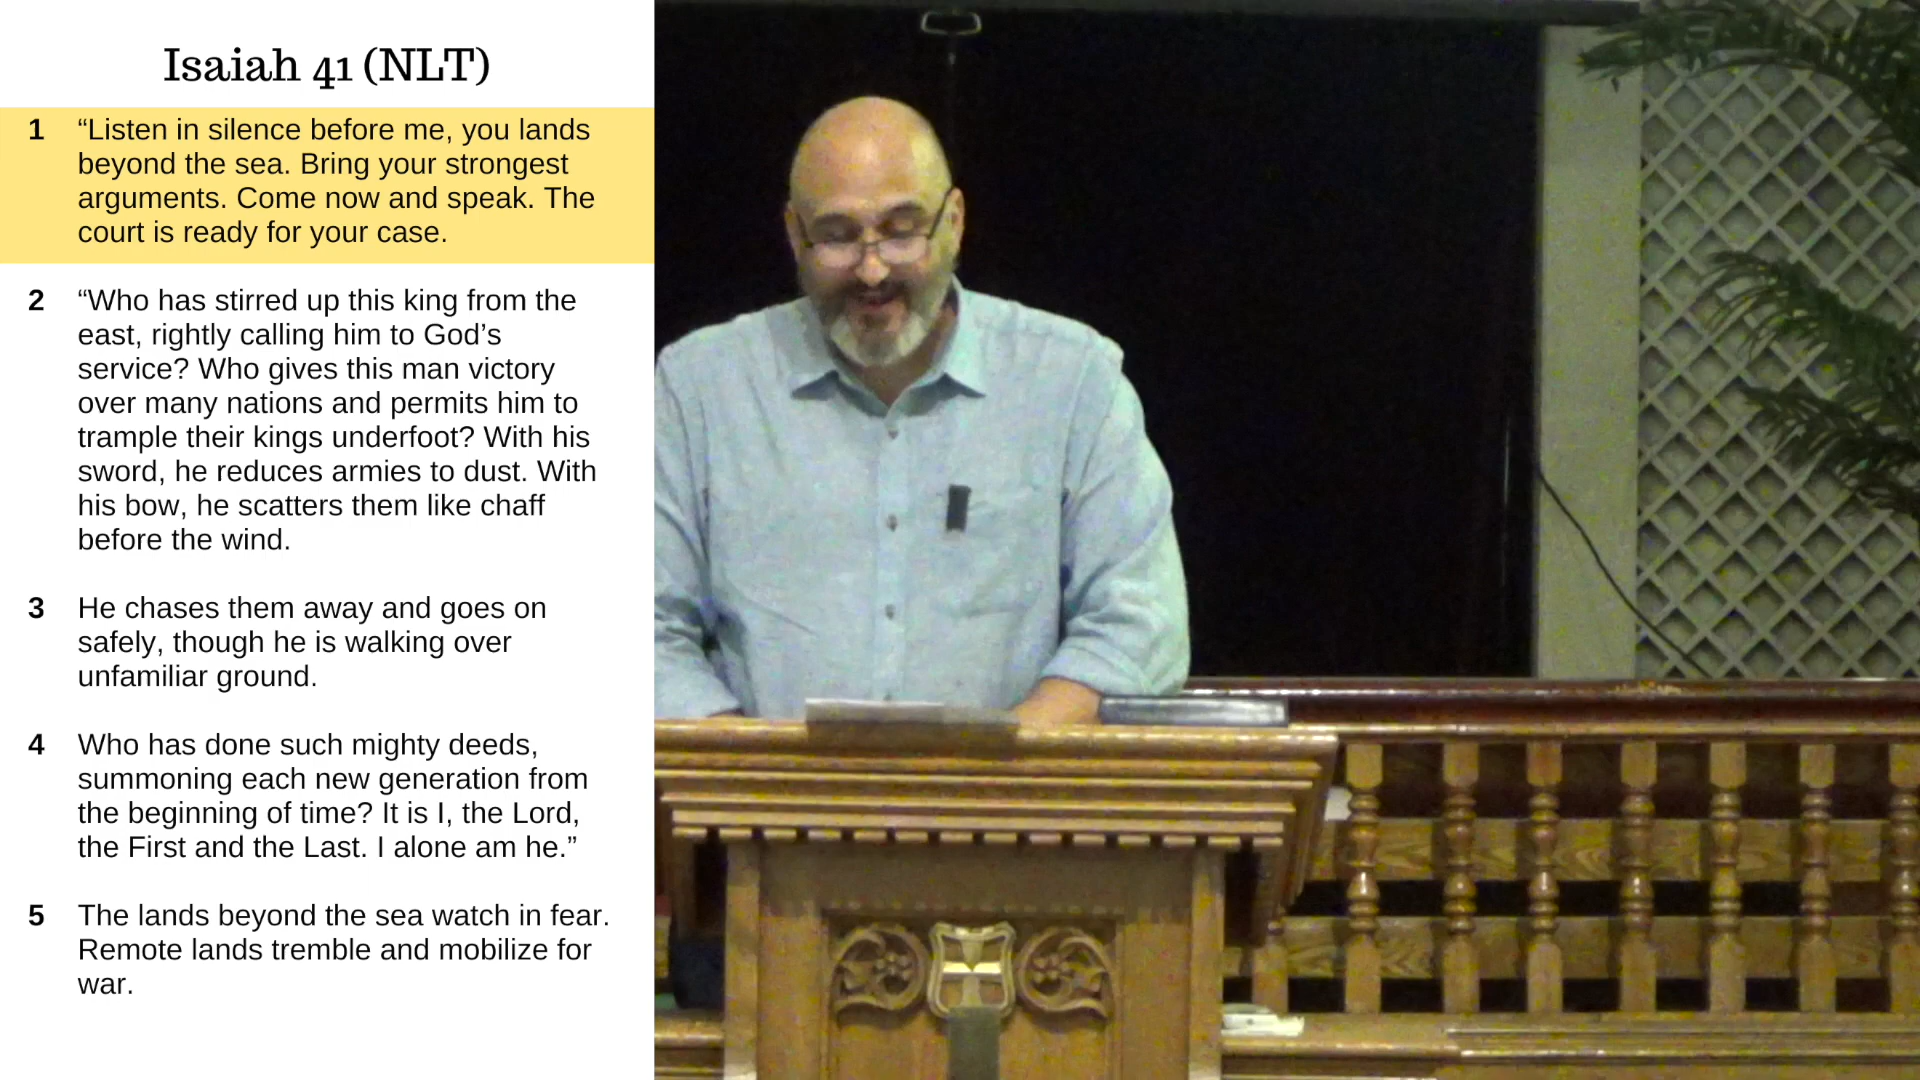 Isaiah 41 (NLT)
1 “Listen in silence before me, you lands
beyond the sea. Bring your strongest
arguments. Come now and speak. The
court is ready for your case.
2 “Who has stirred up this king from the
east, rightly calling him to God’s
service? Who gives this man victory
over many nations and permits him to
trample their kings underfoot? With his
sword, he reduces armies to dust. With
his bow, he scatters them like chaff
before the wind.
3 He chases them away and goes on
safely, though he is walking over
unfamiliar ground.
4 Who has done such mighty deeds,
summoning each new generation from
the beginning of time? It is I, the Lord,
the First and the Last. I alone am he.”
5 The lands beyond the sea watch in fear.
Remote lands tremble and mobilize for
war.